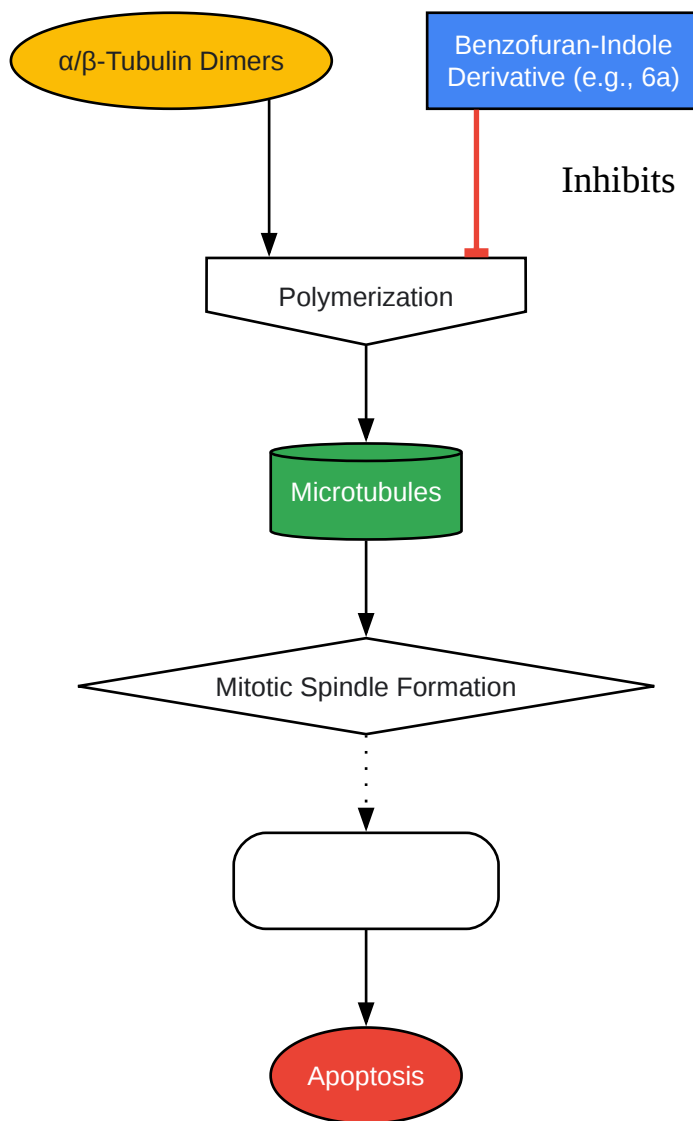 α/β-Tubulin Dimers
Benzofuran-Indole
Derivative (e.g., 6a)
Inhibits
Polymerization
Microtubules
Mitotic Spindle Formation
Apoptosis